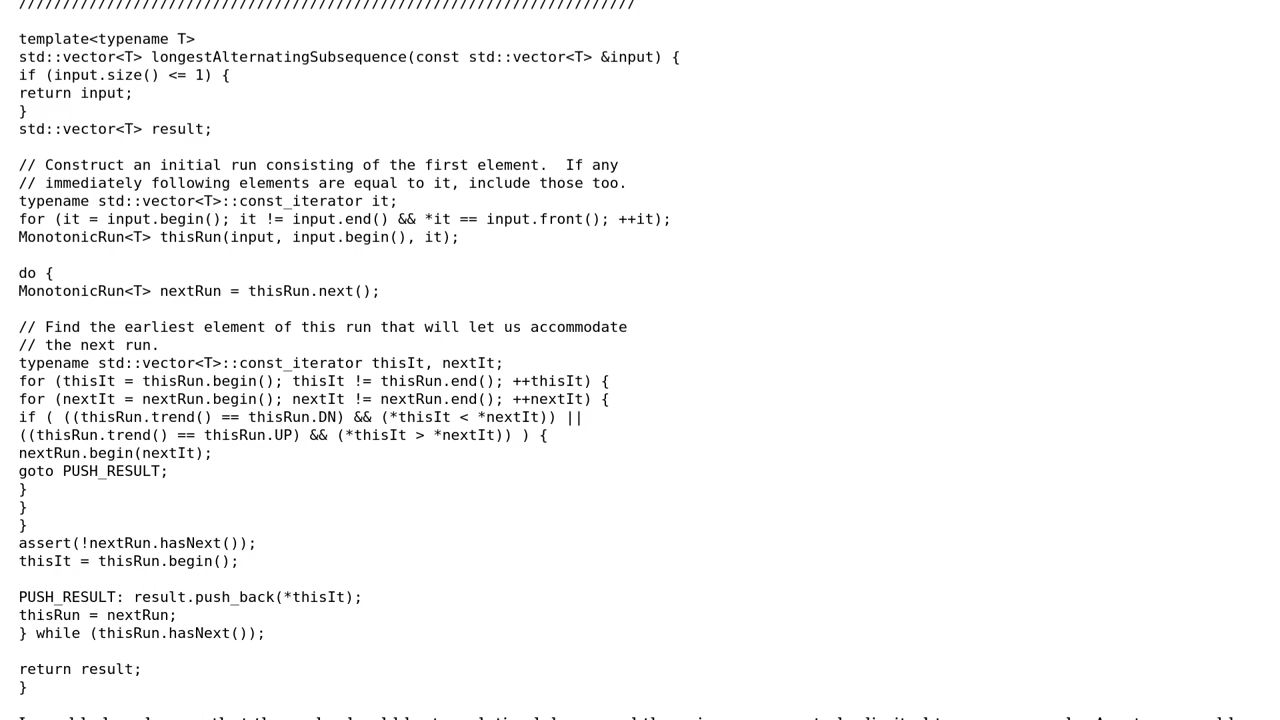 //////////////////////////////////////////////////////////////////////
template<typename T>
std::vector<T> longestAlternatingSubsequence(const std::vector<T> &input) {
if (input.size() <= 1) {
return input;
}
std::vector<T> result;
// Construct an initial run consisting of the first element.  If any
// immediately following elements are equal to it, include those too.
typename std::vector<T>::const_iterator it;
for (it = input.begin(); it != input.end() && *it == input.front(); ++it);
MonotonicRun<T> thisRun(input, input.begin(), it);
do {
MonotonicRun<T> nextRun = thisRun.next();
// Find the earliest element of this run that will let us accommodate
// the next run.
typename std::vector<T>::const_iterator thisIt, nextIt;
for (thisIt = thisRun.begin(); thisIt != thisRun.end(); ++thisIt) {
for (nextIt = nextRun.begin(); nextIt != nextRun.end(); ++nextIt) {
if ( ((thisRun.trend() == thisRun.DN) && (*thisIt < *nextIt)) ||
((thisRun.trend() == thisRun.UP) && (*thisIt > *nextIt)) ) {
nextRun.begin(nextIt);
goto PUSH_RESULT;
}
}
}
assert(!nextRun.hasNext());
thisIt = thisRun.begin();
PUSH_RESULT: result.push_back(*thisIt);
thisRun = nextRun;
} while (thisRun.hasNext());
return result;
}